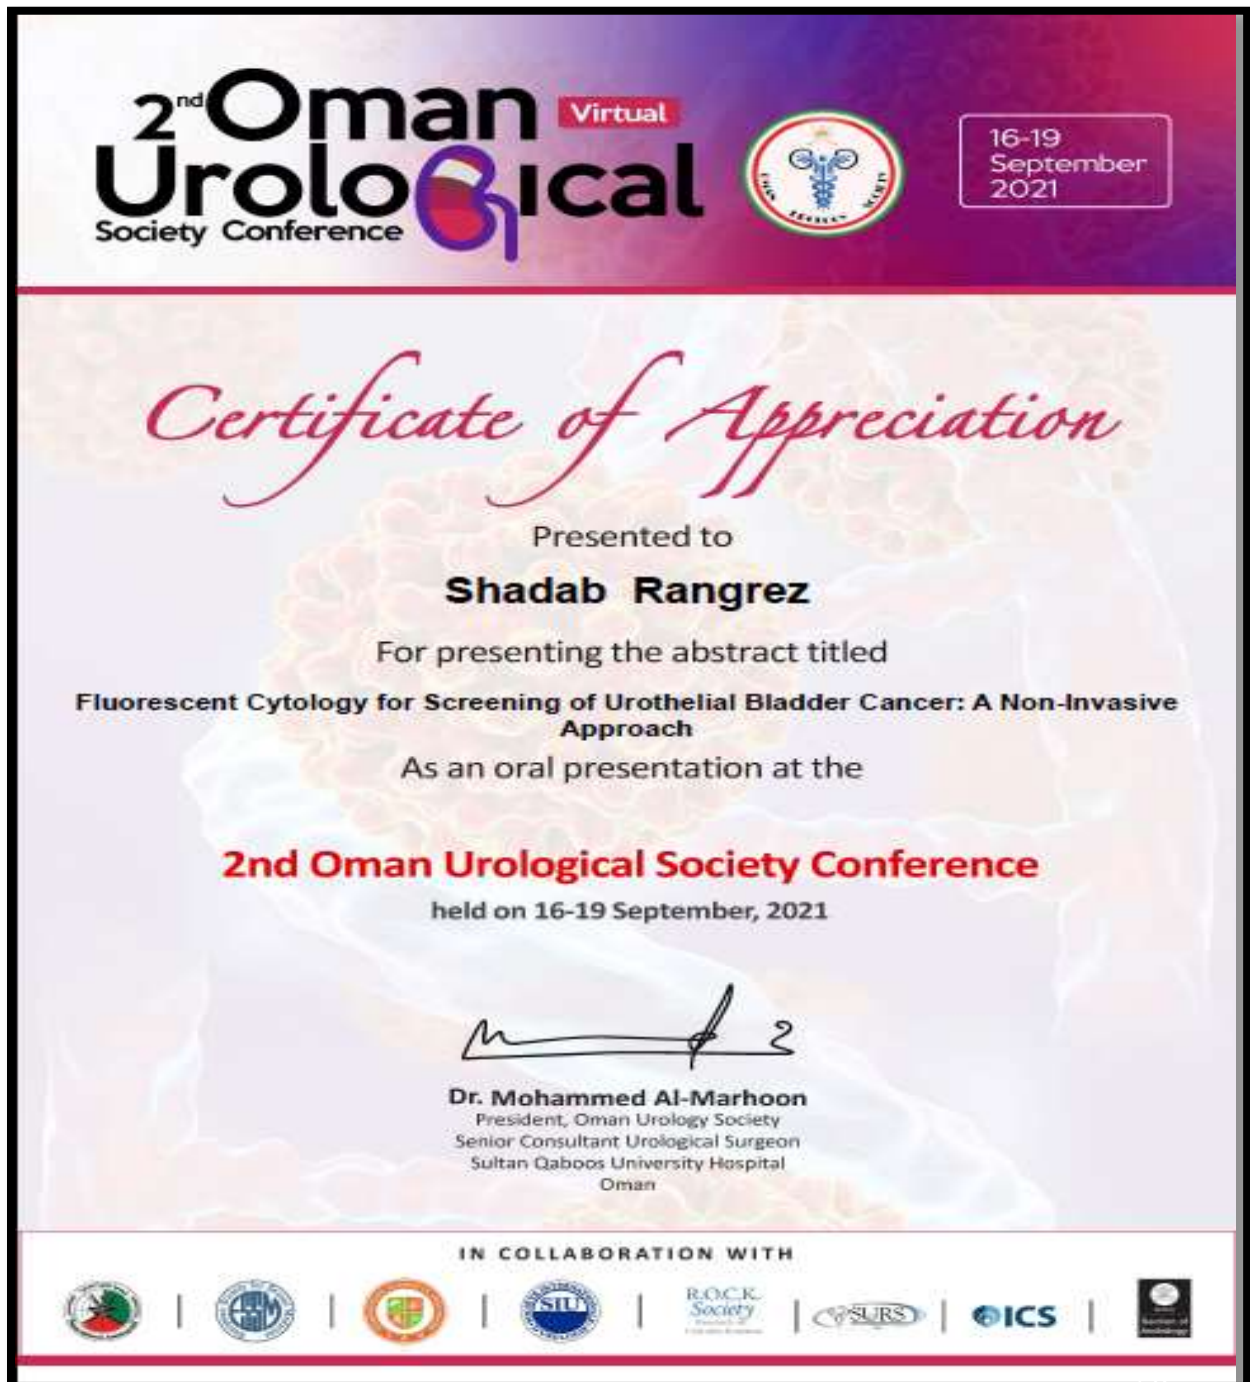 2nd Oman Virtual
Urological
Society Conference
16-19
September
2021
Certificate of Appreciation
Presented to
Shadab Rangrez
For presenting the abstract titled
Fluorescent Cytology for Screening of Urothelial Bladder Cancer: A Non-Invasive
Approach
As an oral presentation at the
2nd Oman Urological Society Conference
held on 16-19 September, 2021
Dr. Mohammed Al-Marhoon
President, Oman Urology Society
Senior Consultant Urological Surgeon
Sultan Qaboos University Hospital
Oman
IN COLLABORATION WITH
SIU
R.O.C.K.
Society
SURS
ICS